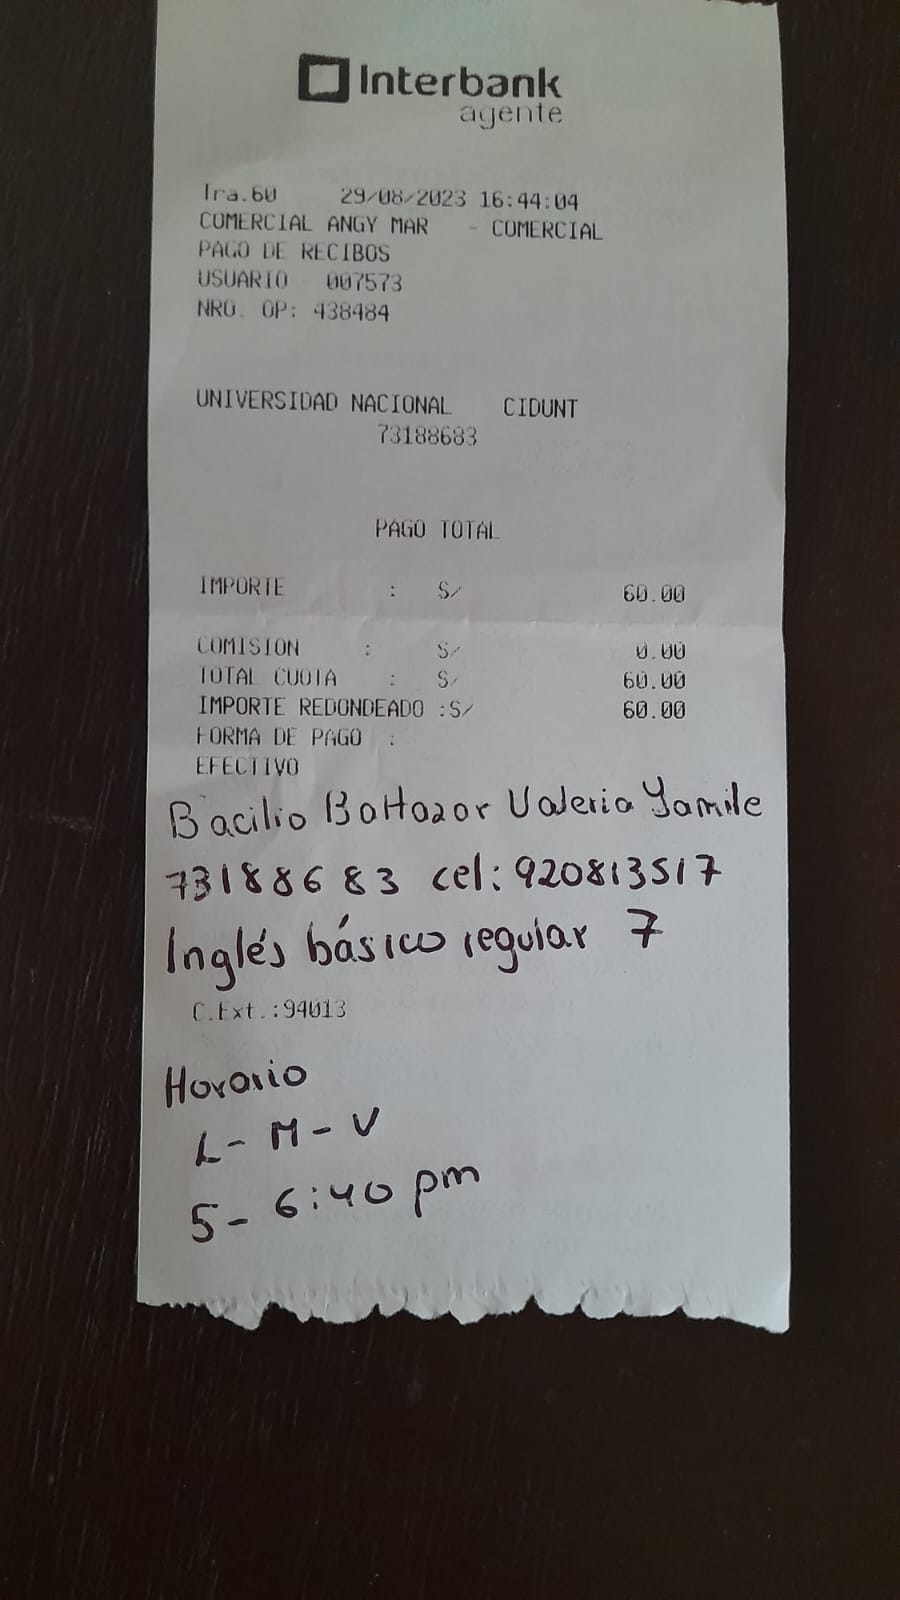 Interbank
agente
Tra.60 29/08/2023 16:44:04
COMERCIAL ANGY MAR - COMERCIAL
PAGO DE RECIBOS
USUARIO 007573
NRO. OP: 438484
UNIVERSIDAD NACIONAL CIDUNT
73188683
PAGO TOTAL
IMPORTE : S/ 60.00
COMISION : S/ 0.00
TOTAL CUOTA : S/ 60.00
IMPORTE REDONDEADO :S/ 60.00
FORMA DE PAGO :
EFECTIVO
Bacilio Baltazar Valeria Yamile
73188683 cel: 920813517
Inglés básico regular 7
C.Ext.:94013
Horario
L - M - V
5 - 6:40 pm